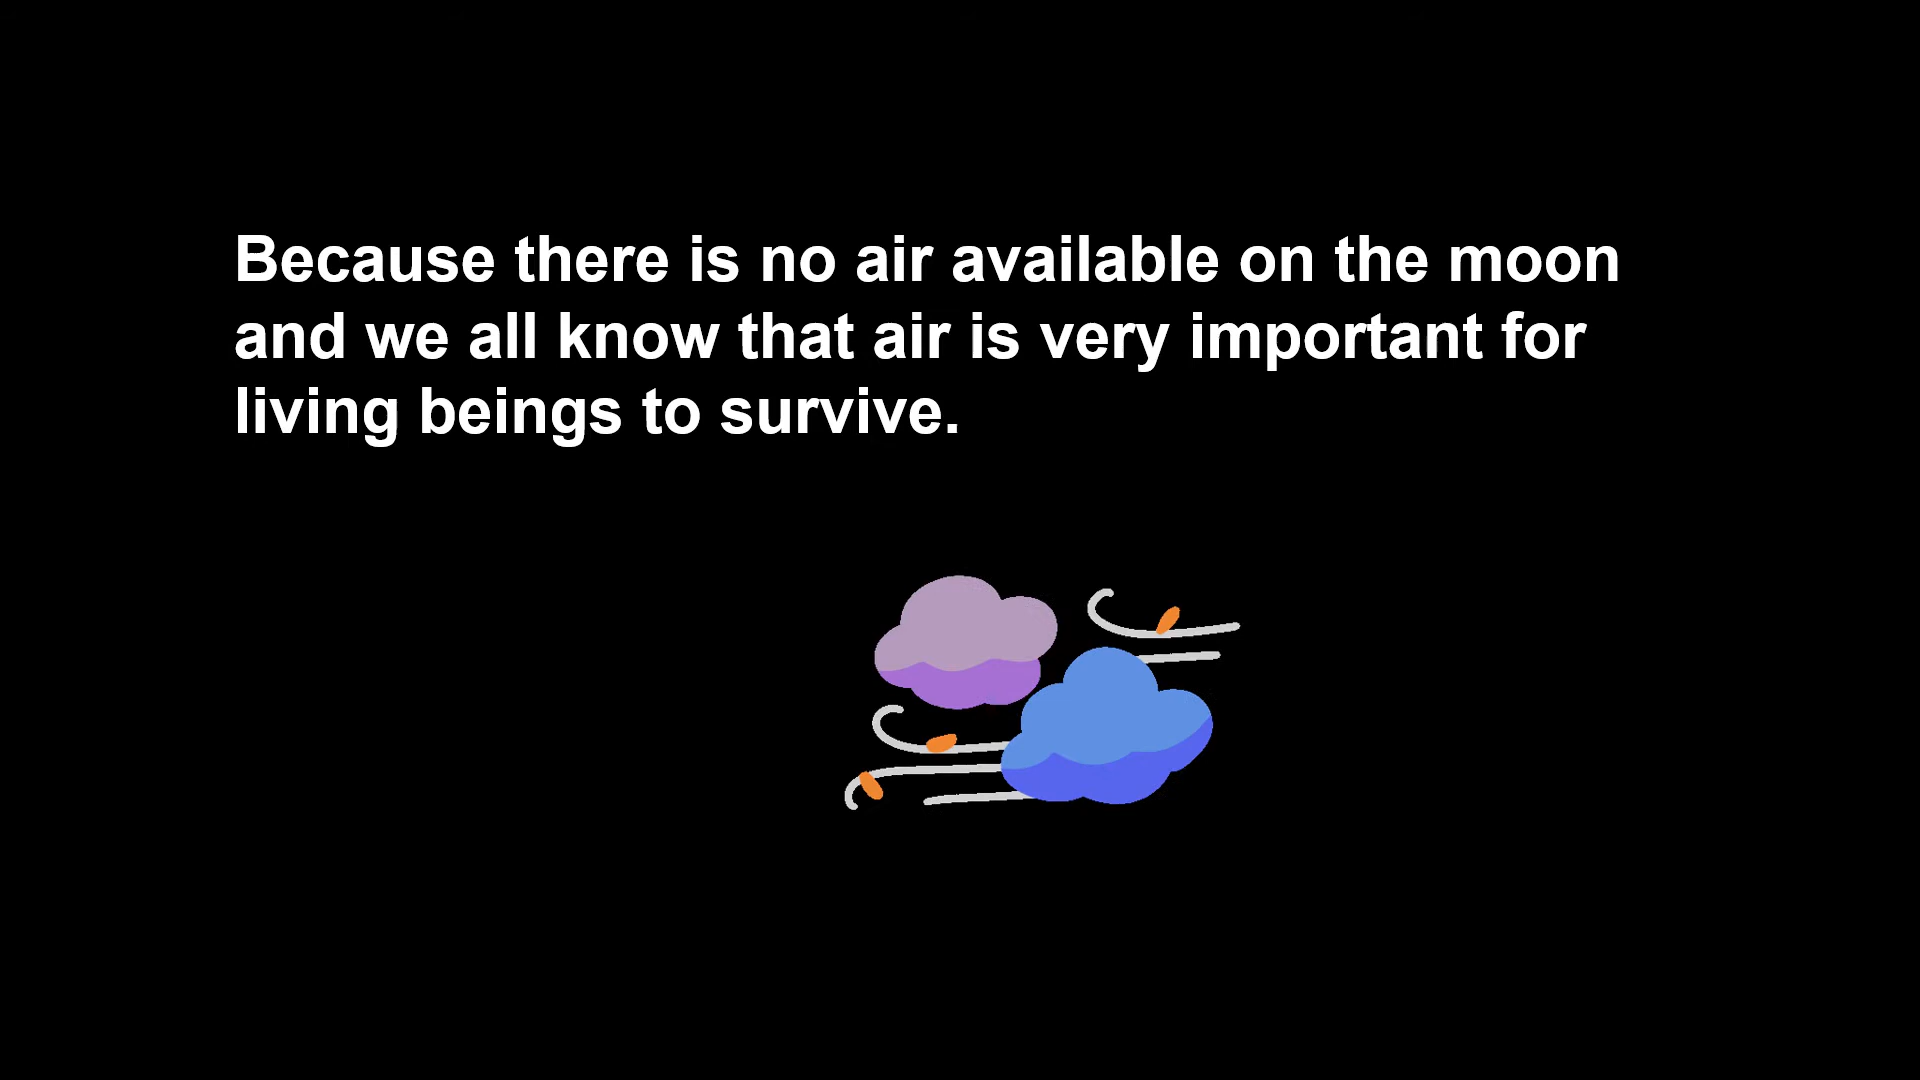 Because there is no air available on the moon
and we all know that air is very important for
living beings to survive.